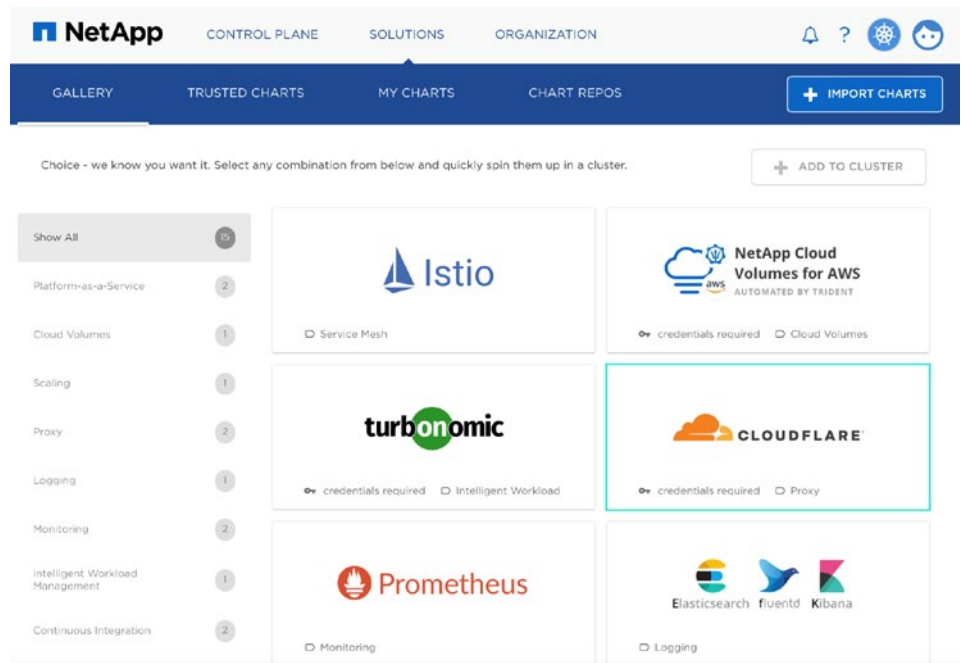 NetApp
CONTROL PLANE
SOLUTIONS
ORGANIZATION
?
GALLERY
TRUSTED CHARTS
MY CHARTS
CHART REPOS
+ IMPORT CHARTS
Choice - we know you want it. Select any combination from below and quickly spin them up in a cluster.
+ ADD TO CLUSTER
Show All 15
Platform-as-a-Service 2
Cloud Volumes 1
Scaling 1
Proxy 2
Logging 1
Monitoring 2
Intelligent Workload
Management 1
Continuous Integration 2
Istio
Service Mesh
aws
NetApp Cloud
Volumes for AWS
AUTOMATED BY TRIDENT
credentials required Cloud Volumes
turbonomic
credentials required Intelligent Workload
CLOUDFLARE
credentials required Proxy
Prometheus
Monitoring
Elasticsearch fluentd Kibana
Logging